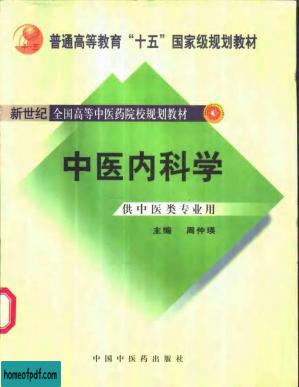 普通高等教育“十五”国家级规划教材
新世纪 全国高等中医药院校规划教材
中医内科学
供中医类专业用
主编 周仲瑛
中国中医药出版社
www.homeofpdf.com
homeofpdf.com